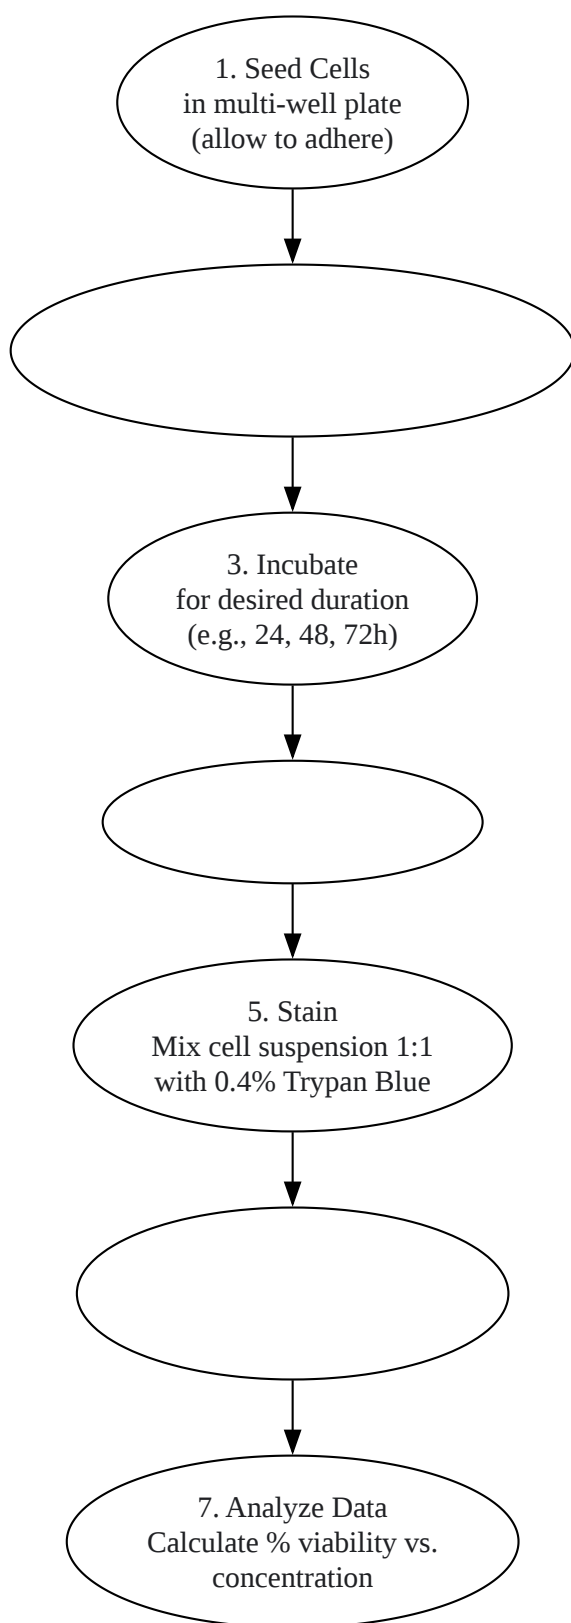 1. Seed Cells
in multi-well plate
(allow to adhere)
3. Incubate
for desired duration
(e.g., 24, 48, 72h)
5. Stain
Mix cell suspension 1:1
with 0.4% Trypan Blue
7. Analyze Data
Calculate % viability vs.
concentration